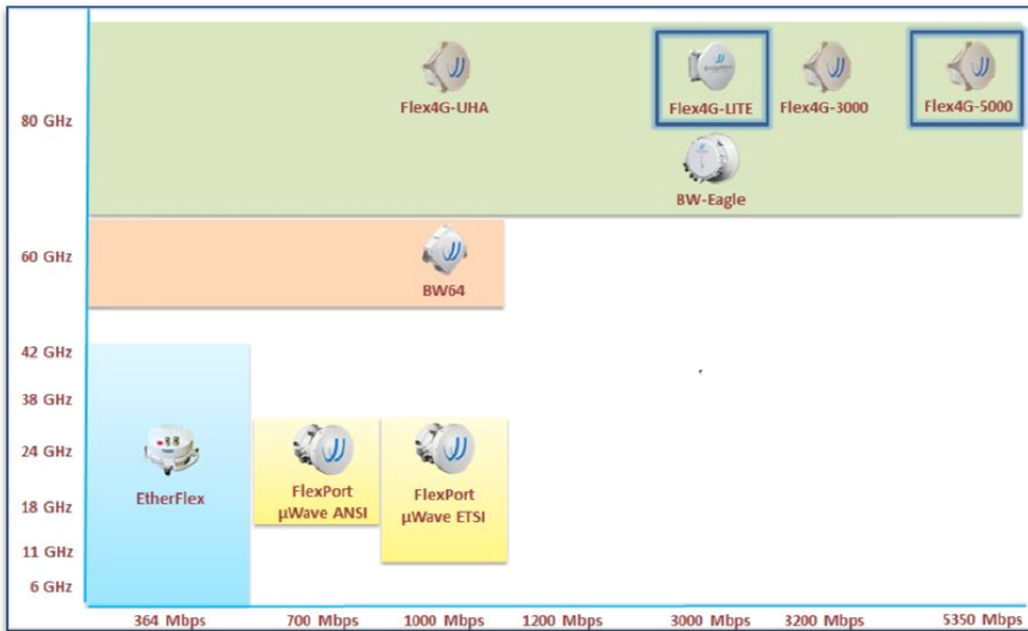 Flex4G-UHA
Flex4G-LITE
Flex4G-3000
Flex4G-5000
80 GHz
BW-Eagle
60 GHz
BW64
42 GHz
38 GHz
24 GHz
EtherFlex
FlexPort
µWave ANSI
FlexPort
µWave ETSI
18 GHz
11 GHz
6 GHz
364 Mbps
700 Mbps
1000 Mbps
1200 Mbps
3000 Mbps
3200 Mbps
5350 Mbps